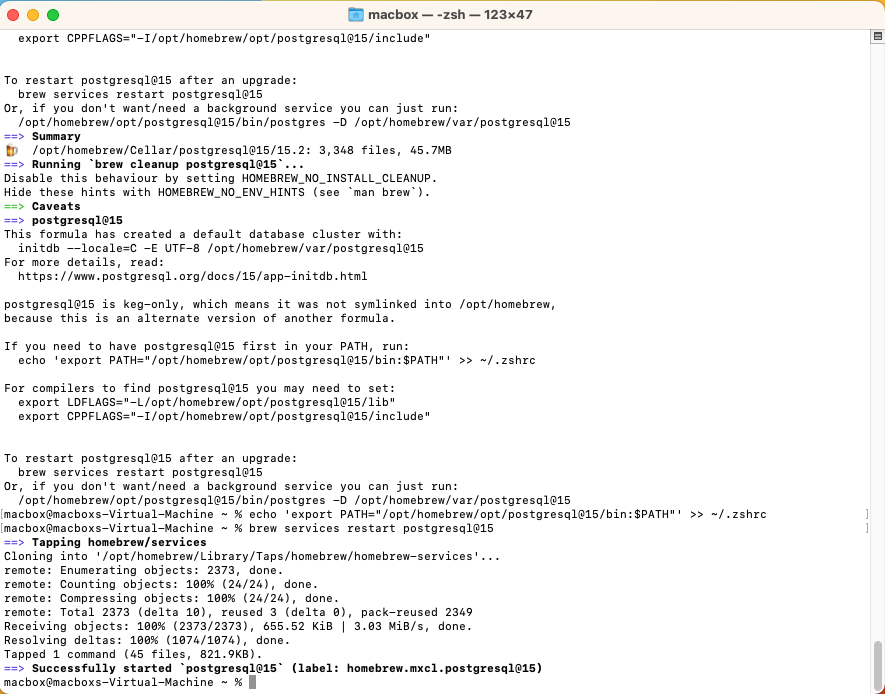 macbox — -zsh — 123×47
export CPPFLAGS="-I/opt/homebrew/opt/postgresql@15/include"
To restart postgresql@15 after an upgrade:
brew services restart postgresql@15
Or, if you don't want/need a background service you can just run:
/opt/homebrew/opt/postgresql@15/bin/postgres -D /opt/homebrew/var/postgresql@15
==> Summary
/opt/homebrew/Cellar/postgresql@15/15.2: 3,348 files, 45.7MB
==> Running `brew cleanup postgresql@15`...
Disable this behaviour by setting HOMEBREW_NO_INSTALL_CLEANUP.
Hide these hints with HOMEBREW_NO_ENV_HINTS (see `man brew`).
==> Caveats
==> postgresql@15
This formula has created a default database cluster with:
initdb --locale=C -E UTF-8 /opt/homebrew/var/postgresql@15
For more details, read:
https://www.postgresql.org/docs/15/app-initdb.html
postgresql@15 is keg-only, which means it was not symlinked into /opt/homebrew,
because this is an alternate version of another formula.
If you need to have postgresql@15 first in your PATH, run:
echo 'export PATH="/opt/homebrew/opt/postgresql@15/bin:$PATH"' >> ~/.zshrc
For compilers to find postgresql@15 you may need to set:
export LDFLAGS="-L/opt/homebrew/opt/postgresql@15/lib"
export CPPFLAGS="-I/opt/homebrew/opt/postgresql@15/include"
To restart postgresql@15 after an upgrade:
brew services restart postgresql@15
Or, if you don't want/need a background service you can just run:
/opt/homebrew/opt/postgresql@15/bin/postgres -D /opt/homebrew/var/postgresql@15
[macbox@macboxs-Virtual-Machine ~ % echo 'export PATH="/opt/homebrew/opt/postgresql@15/bin:$PATH"' >> ~/.zshrc ]
[macbox@macboxs-Virtual-Machine ~ % brew services restart postgresql@15 ]
==> Tapping homebrew/services
Cloning into '/opt/homebrew/Library/Taps/homebrew/homebrew-services'...
remote: Enumerating objects: 2373, done.
remote: Counting objects: 100% (24/24), done.
remote: Compressing objects: 100% (24/24), done.
remote: Total 2373 (delta 10), reused 3 (delta 0), pack-reused 2349
Receiving objects: 100% (2373/2373), 655.52 KiB | 3.03 MiB/s, done.
Resolving deltas: 100% (1074/1074), done.
Tapped 1 command (45 files, 821.9KB).
==> Successfully started `postgresql@15` (label: homebrew.mxcl.postgresql@15)
macbox@macboxs-Virtual-Machine ~ %